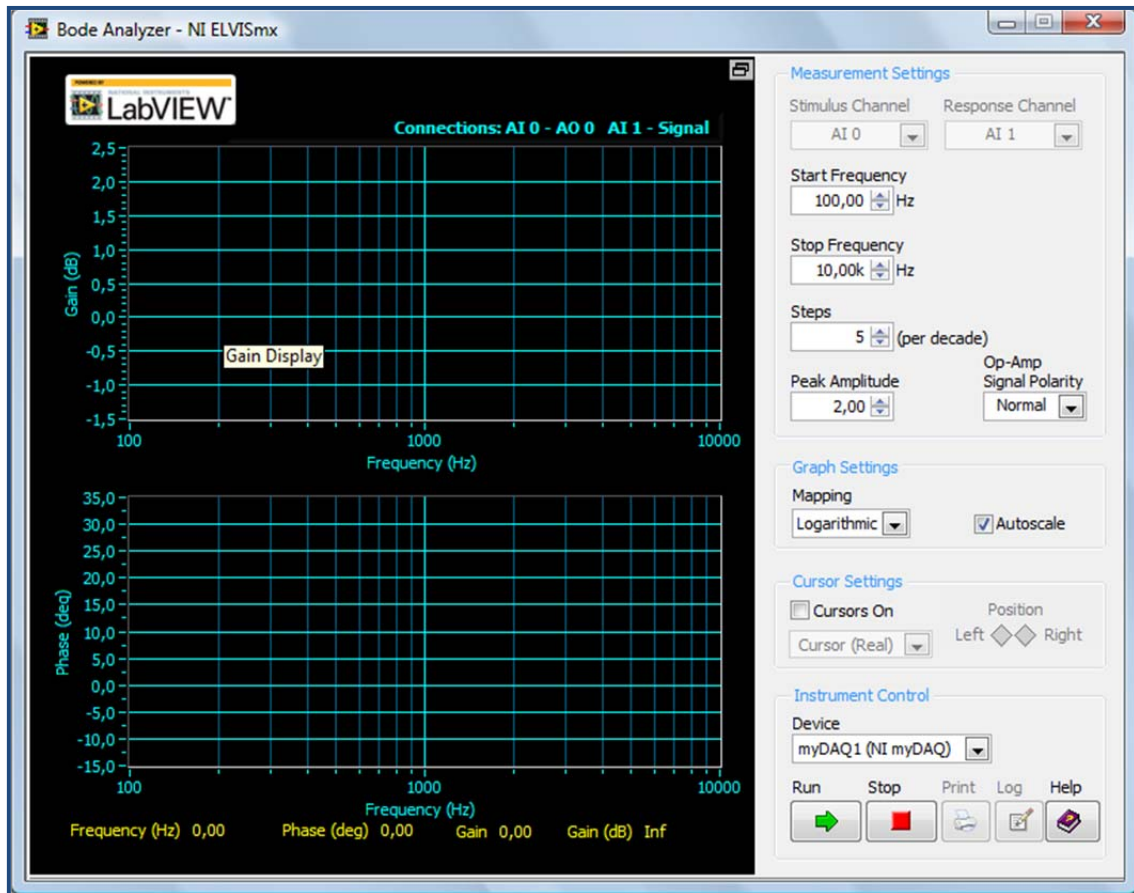 Bode Analyzer - NI ELVISmx
POWERED BY
NATIONAL INSTRUMENTS
LabVIEW™
Connections: AI 0 - AO 0 AI 1 - Signal
2,5
2,0
1,5
1,0
0,5
0,0
-0,5
-1,0
-1,5
Gain (dB)
Gain Display
100 1000 10000
Frequency (Hz)
35,0
30,0
25,0
20,0
15,0
10,0
5,0
0,0
-5,0
-10,0
-15,0
Phase (deg)
100 1000 10000
Frequency (Hz)
Frequency (Hz) 0,00 Phase (deg) 0,00 Gain 0,00 Gain (dB) Inf
Measurement Settings
Stimulus Channel Response Channel
AI 0 AI 1
Start Frequency
100,00 Hz
Stop Frequency
10,00k Hz
Steps
5 (per decade)
Op-Amp
Peak Amplitude Signal Polarity
2,00 Normal
Graph Settings
Mapping
Logarithmic Autoscale
Cursor Settings
Cursors On Position
Cursor (Real) Left Right
Instrument Control
Device
myDAQ1 (NI myDAQ)
Run Stop Print Log Help